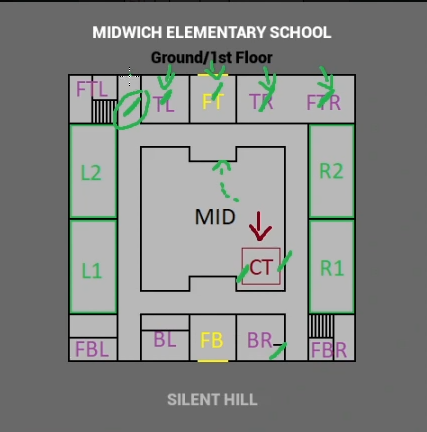 MIDWICH ELEMENTARY SCHOOL
Ground/1st Floor
FTL TL FT TR FTR
L2 R2
MID
CT
L1 R1
FBL BL FB BR FBR
SILENT HILL